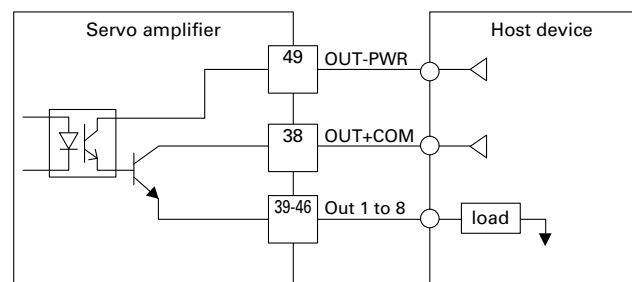 Servo amplifier
Host device
49
OUT-PWR
38
OUT+COM
39-46
Out 1 to 8
load